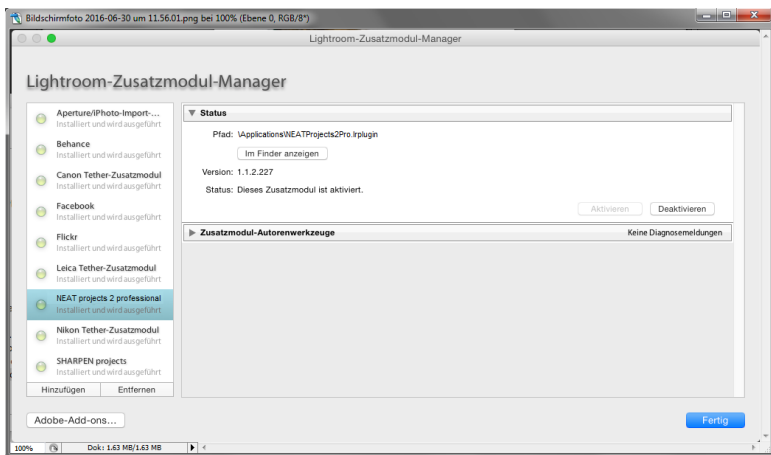 Bildschirmfoto 2016-06-30 um 11.56.01.png bei 100% (Ebene 0, RGB/8*)
Lightroom-Zusatzmodul-Manager
Lightroom-Zusatzmodul-Manager
Aperture/iPhoto-Import-...
Installiert und wird ausgeführt
Behance
Installiert und wird ausgeführt
Canon Tether-Zusatzmodul
Installiert und wird ausgeführt
Facebook
Installiert und wird ausgeführt
Flickr
Installiert und wird ausgeführt
Leica Tether-Zusatzmodul
Installiert und wird ausgeführt
NEAT projects 2 professional
Installiert und wird ausgeführt
Nikon Tether-Zusatzmodul
Installiert und wird ausgeführt
SHARPEN projects
Installiert und wird ausgeführt
Hinzufügen Entfernen
Status
Pfad: \Applications\NEATProjects2Pro.lrplugin
Im Finder anzeigen
Version: 1.1.2.227
Status: Dieses Zusatzmodul ist aktiviert.
Aktivieren Deaktivieren
Zusatzmodul-Autorenwerkzeuge Keine Diagnosemeldungen
Adobe-Add-ons... Fertig
100% Dok: 1.63 MB/1.63 MB